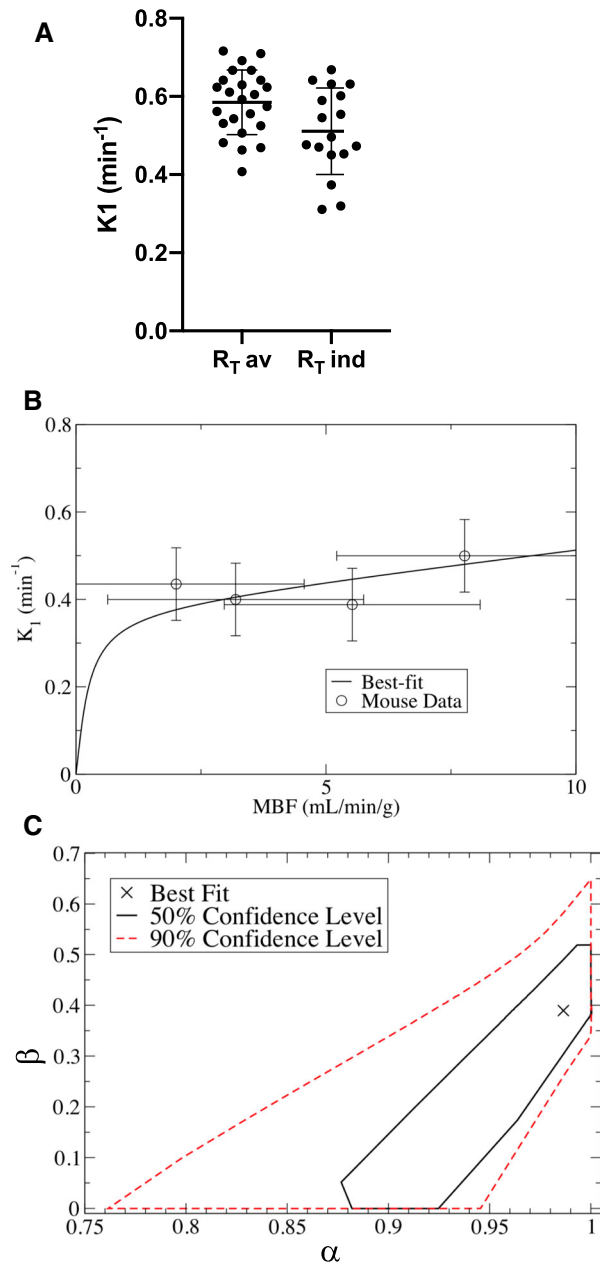 A
K1 (min⁻¹)
0.8
0.6
0.4
0.2
0.0
R_T av R_T ind
B
K₁ (min⁻¹)
0.8
0.6
0.4
0.2
0
Best-fit
Mouse Data
0 5 10
MBF (mL/min/g)
C
β
0.7
0.6
0.5
0.4
0.3
0.2
0.1
0
Best Fit
50% Confidence Level
90% Confidence Level
0.75 0.8 0.85 0.9 0.95 1
α